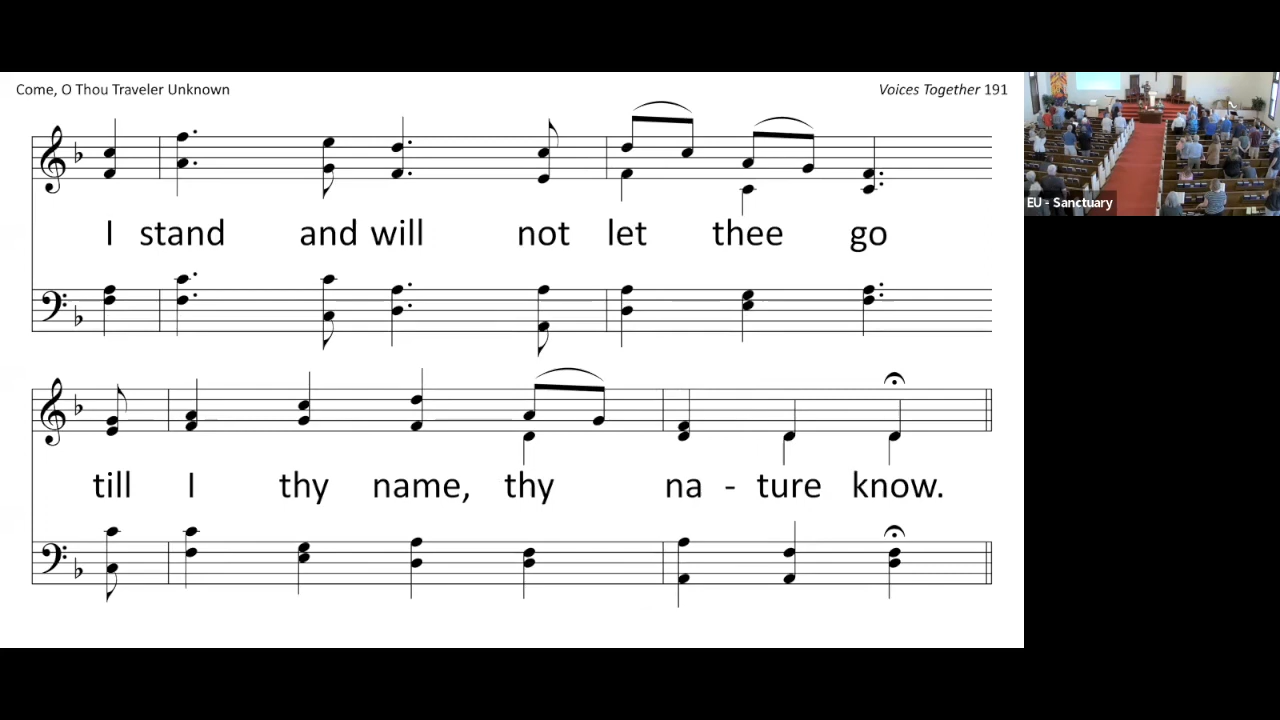 Come, O Thou Traveler Unknown
Voices Together 191
I stand and will not let thee go
till I thy name, thy na - ture know.
EU - Sanctuary